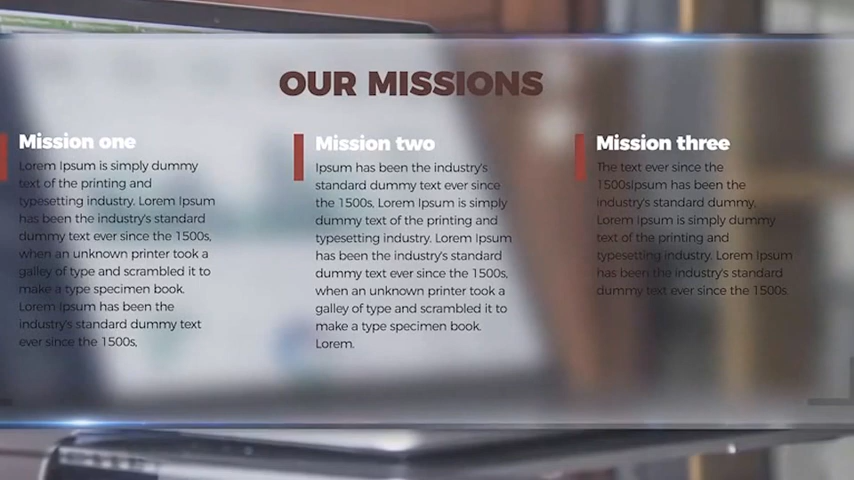 OUR MISSIONS
Mission one
Lorem Ipsum is simply dummy
text of the printing and
typesetting industry. Lorem Ipsum
has been the industry's standard
dummy text ever since the 1500s,
when an unknown printer took a
galley of type and scrambled it to
make a type specimen book.
Lorem Ipsum has been the
industry's standard dummy text
ever since the 1500s,
Mission two
Ipsum has been the industry's
standard dummy text ever since
the 1500s, Lorem Ipsum is simply
dummy text of the printing and
typesetting industry. Lorem Ipsum
has been the industry's standard
dummy text ever since the 1500s,
when an unknown printer took a
galley of type and scrambled it to
make a type specimen book.
Lorem.
Mission three
The text ever since the
1500sIpsum has been the
industry's standard dummy,
Lorem Ipsum is simply dummy
text of the printing and
typesetting industry. Lorem Ipsum
has been the industry's standard
dummy text ever since the 1500s